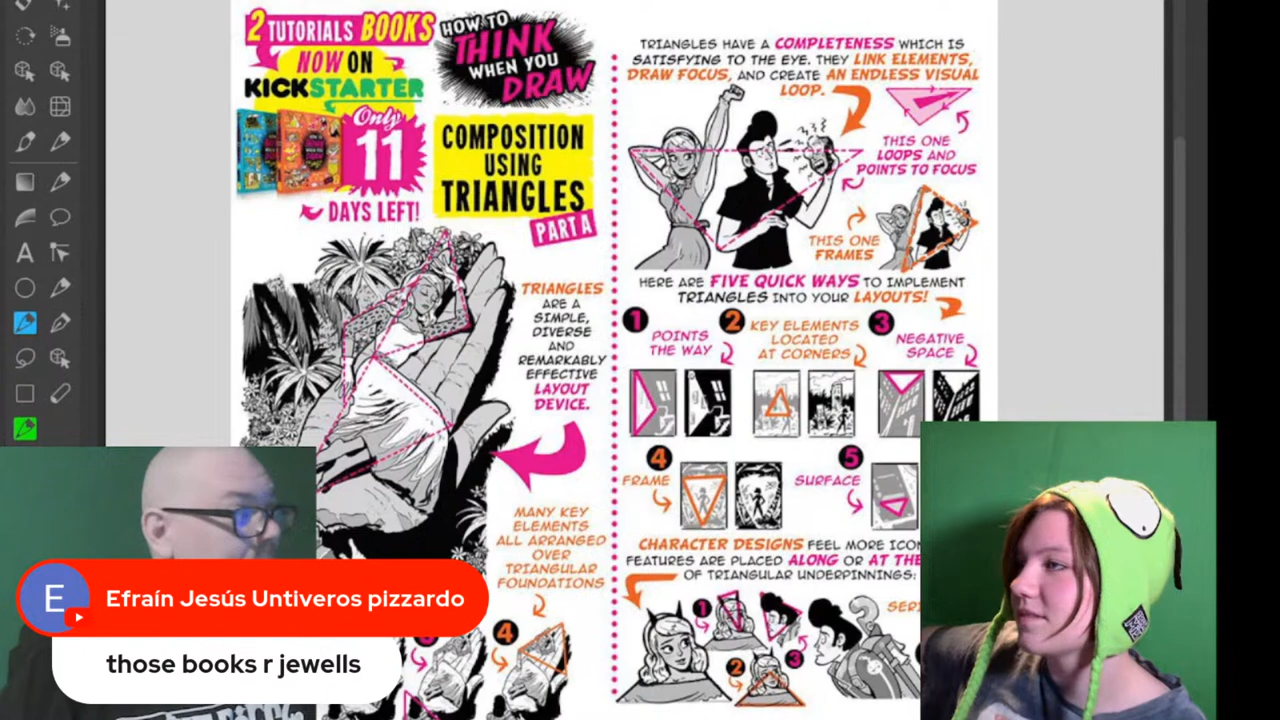 2 TUTORIALS BOOKS
NOW ON
KICKSTARTER
Only
11
DAYS LEFT!
HOW TO
THINK
WHEN YOU
DRAW
COMPOSITION
USING
TRIANGLES
PART A
TRIANGLES
ARE A
SIMPLE,
DIVERSE
AND
REMARKABLY
EFFECTIVE
LAYOUT
DEVICE.
MANY KEY
ELEMENTS
ALL ARRANGED
OVER
TRIANGULAR
FOUNDATIONS
4
TRIANGLES HAVE A COMPLETENESS WHICH IS
SATISFYING TO THE EYE. THEY LINK ELEMENTS,
DRAW FOCUS, AND CREATE AN ENDLESS VISUAL
LOOP.
THIS ONE
LOOPS AND
POINTS TO FOCUS
THIS ONE
FRAMES
HERE ARE FIVE QUICK WAYS TO IMPLEMENT
TRIANGLES INTO YOUR LAYOUTS!
1 POINTS
THE WAY
2 KEY ELEMENTS
LOCATED
AT CORNERS
3 NEGATIVE
SPACE
4
FRAME
5
SURFACE
CHARACTER DESIGNS FEEL MORE ICON
FEATURES ARE PLACED ALONG OR AT THE
OF TRIANGULAR UNDERPINNINGS:
1
2
3
SERI
A
E
Efraín Jesús Untiveros pizzardo
those books r jewells